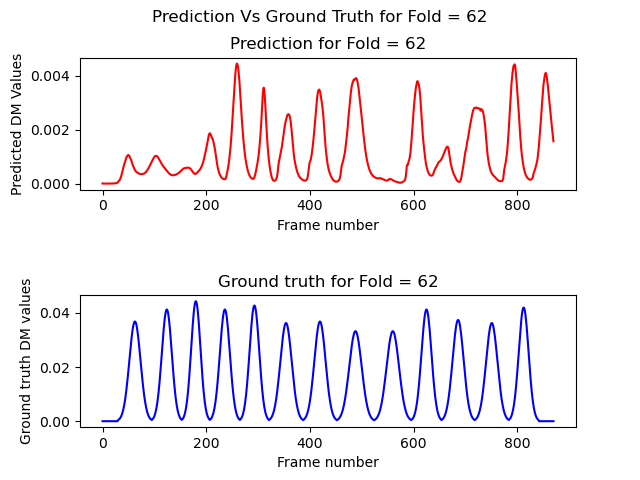 Prediction Vs Ground Truth for Fold = 62
Prediction for Fold = 62
Predicted DM Values
0.004
0.002
0.000
0 200 400 600 800
Frame number
Ground truth for Fold = 62
Ground truth DM values
0.04
0.02
0.00
0 200 400 600 800
Frame number